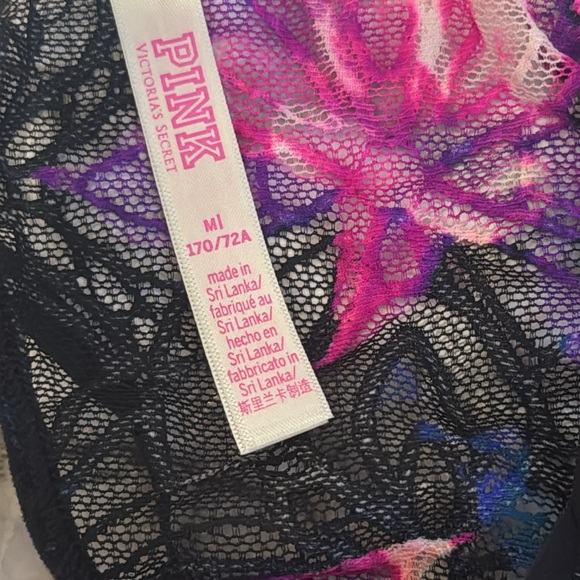 PINK
VICTORIA'S SECRET
M|
170/72A
made in
Sri Lanka/
fabriqué au
Sri Lanka/
hecho en
Sri Lanka/
fabbricato in
Sri Lanka/
斯里兰卡制造